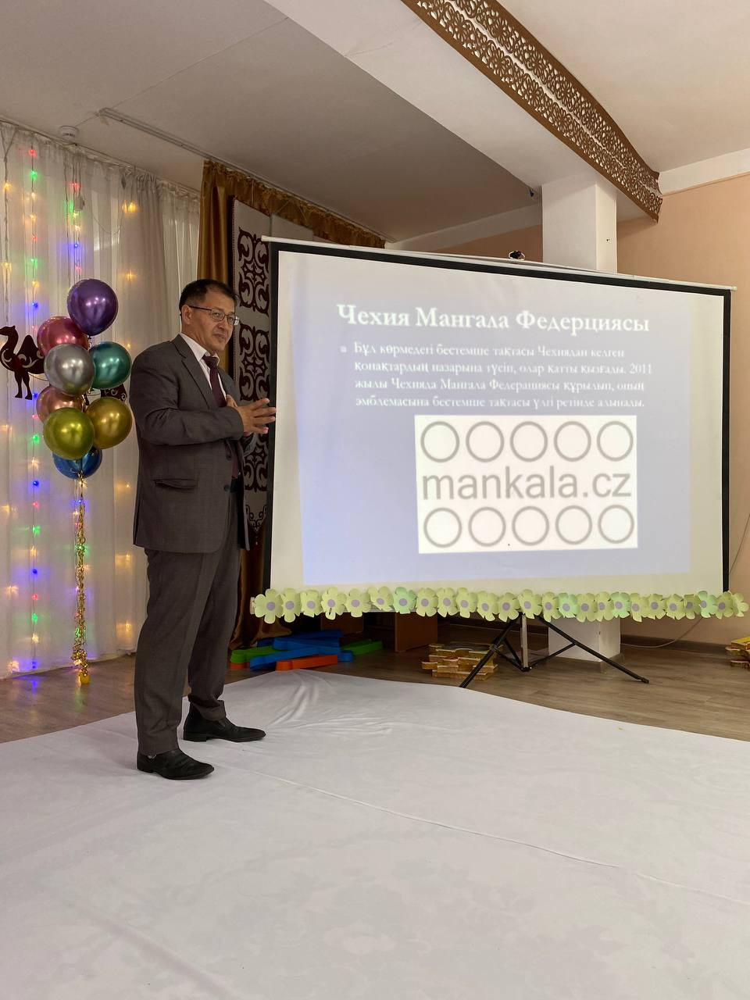 Чехия Мангала Федерциясы
Бұл көрмедегі бестемше тақтасы Чехиядан келген
қонақтардың назарына түсіп, олар қатты қызғады. 2011
жылы Чехияда Мангала Федерациясы құрылып, оның
эмблемасына бестемше тақтасы үлгі ретінде алынады.
mankala.cz